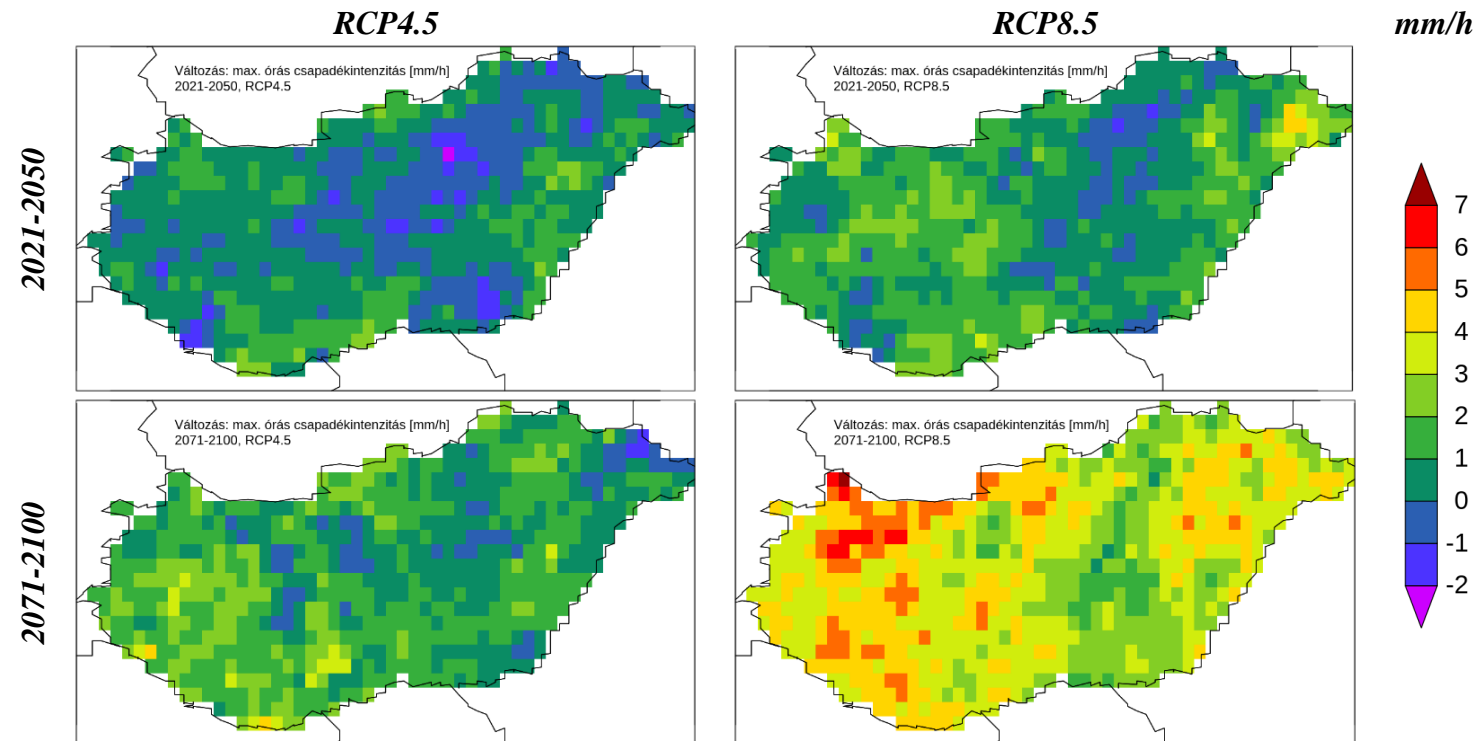 RCP4.5
RCP8.5
mm/h
2021-2050
Változás: max. órás csapadékintenzitás [mm/h]
2021-2050, RCP4.5
Változás: max. órás csapadékintenzitás [mm/h]
2021-2050, RCP8.5
2071-2100
Változás: max. órás csapadékintenzitás [mm/h]
2071-2100, RCP4.5
Változás: max. órás csapadékintenzitás [mm/h]
2071-2100, RCP8.5
7
6
5
4
3
2
1
0
-1
-2